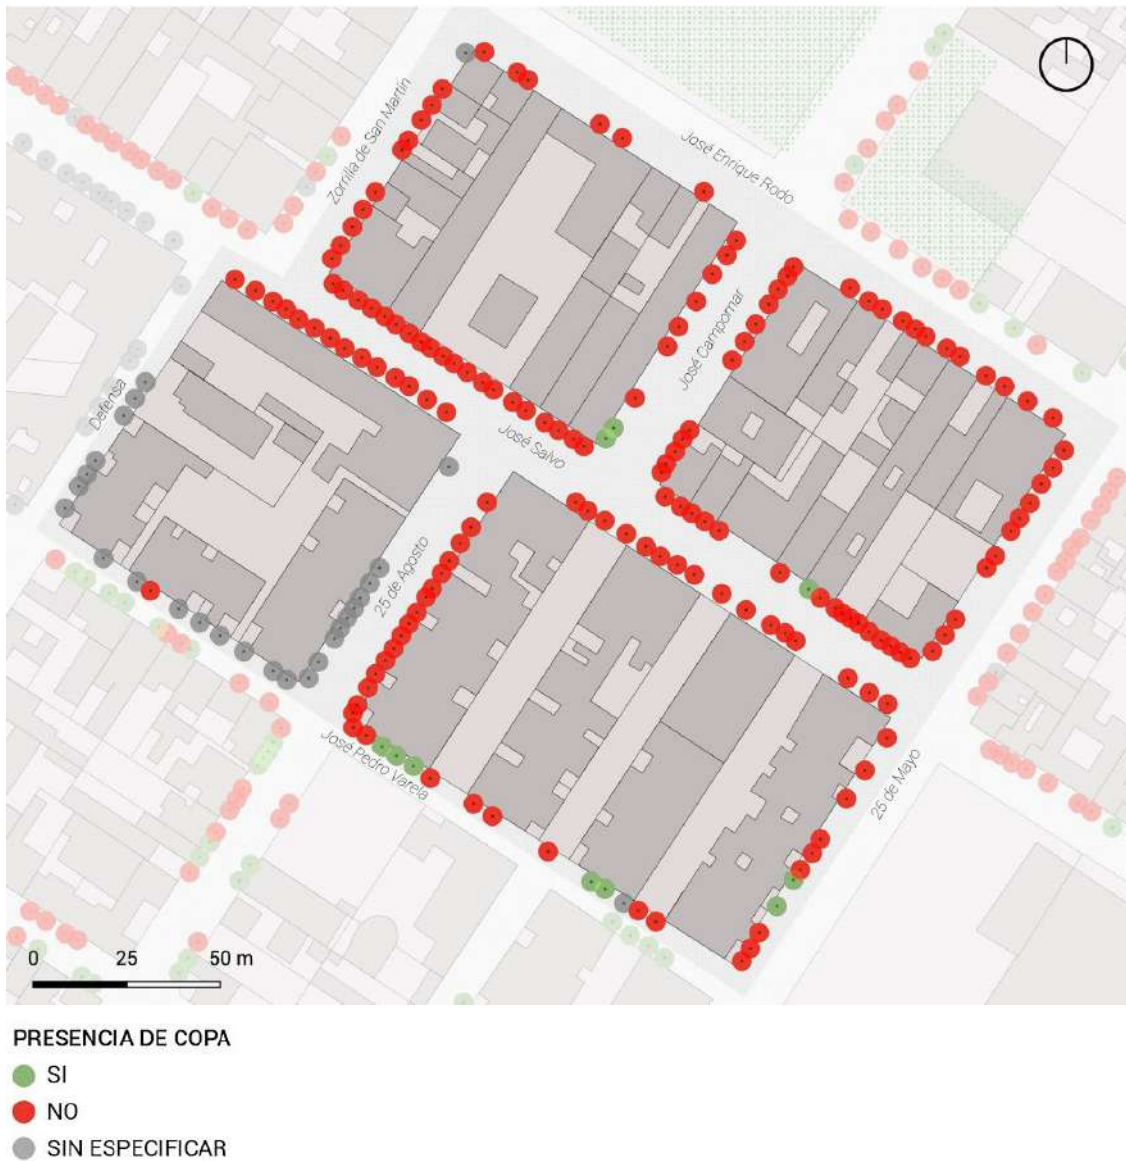 Zorrilla de San Martín
José Enrique Rodo
José Campomar
Defensa
José Salvo
25 de Agosto
José Pedro Varela
25 de Mayo
0 25 50 m
PRESENCIA DE COPA
SI
NO
SIN ESPECIFICAR